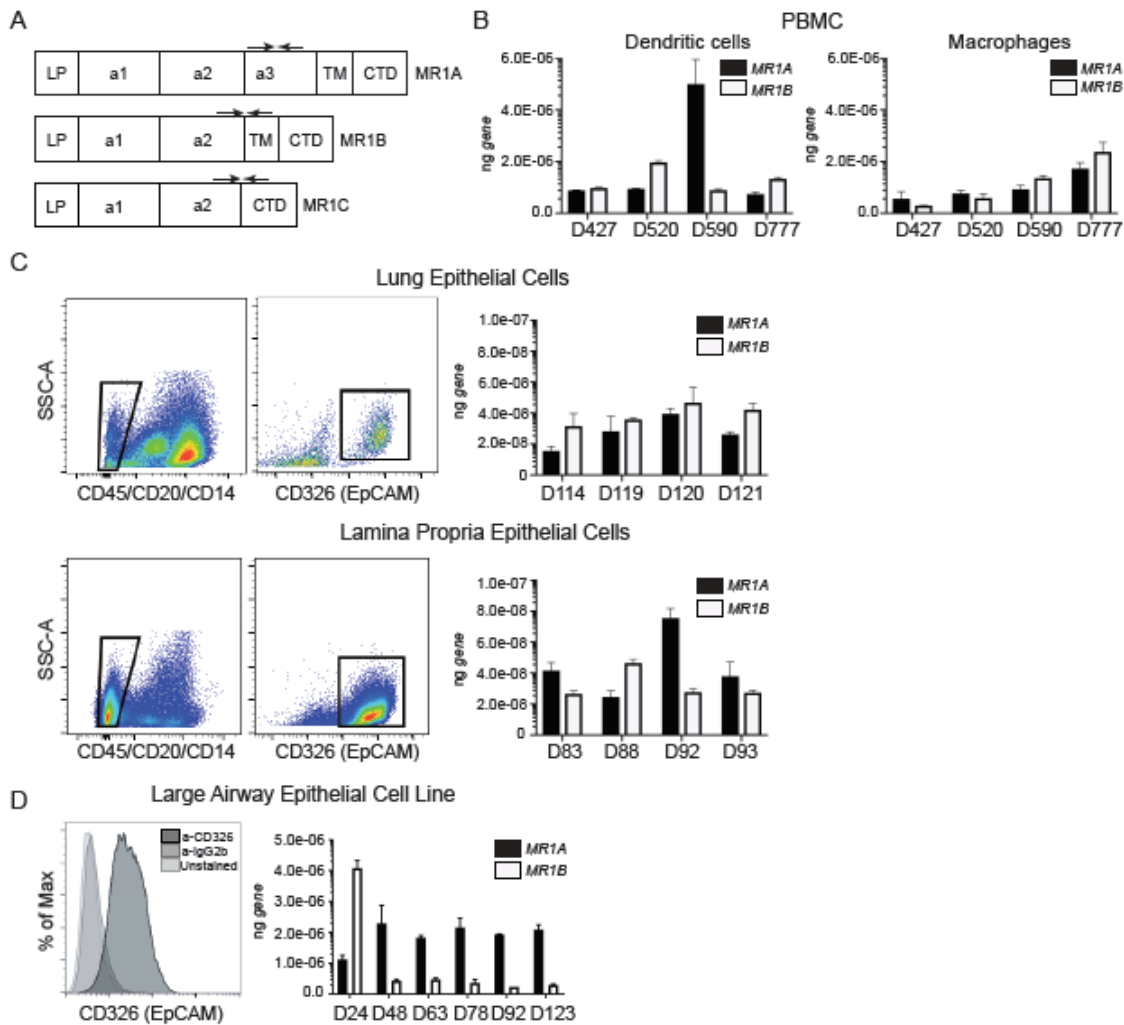 A
LP a1 a2 a3 TM CTD MR1A
LP a1 a2 TM CTD MR1B
LP a1 a2 CTD MR1C
B
PBMC
Dendritic cells
ng gene
6.0E-06
4.0E-06
2.0E-06
0.0
MR1A
MR1B
D427 D520 D590 D777
Macrophages
ng gene
6.0E-06
4.0E-06
2.0E-06
0.0
MR1A
MR1B
D427 D520 D590 D777
C
Lung Epithelial Cells
SSC-A
CD45/CD20/CD14
CD326 (EpCAM)
ng gene
1.0e-07
8.0e-08
6.0e-08
4.0e-08
2.0e-08
0
MR1A
MR1B
D114 D119 D120 D121
Lamina Propria Epithelial Cells
SSC-A
CD45/CD20/CD14
CD326 (EpCAM)
ng gene
1.0e-07
8.0e-08
6.0e-08
4.0e-08
2.0e-08
0
MR1A
MR1B
D83 D88 D92 D93
D
Large Airway Epithelial Cell Line
% of Max
a-CD326
a-IgG2b
Unstained
CD326 (EpCAM)
ng gene
5.0e-06
4.0e-06
3.0e-06
2.0e-06
1.0e-06
0.0
MR1A
MR1B
D24 D48 D63 D78 D92 D123